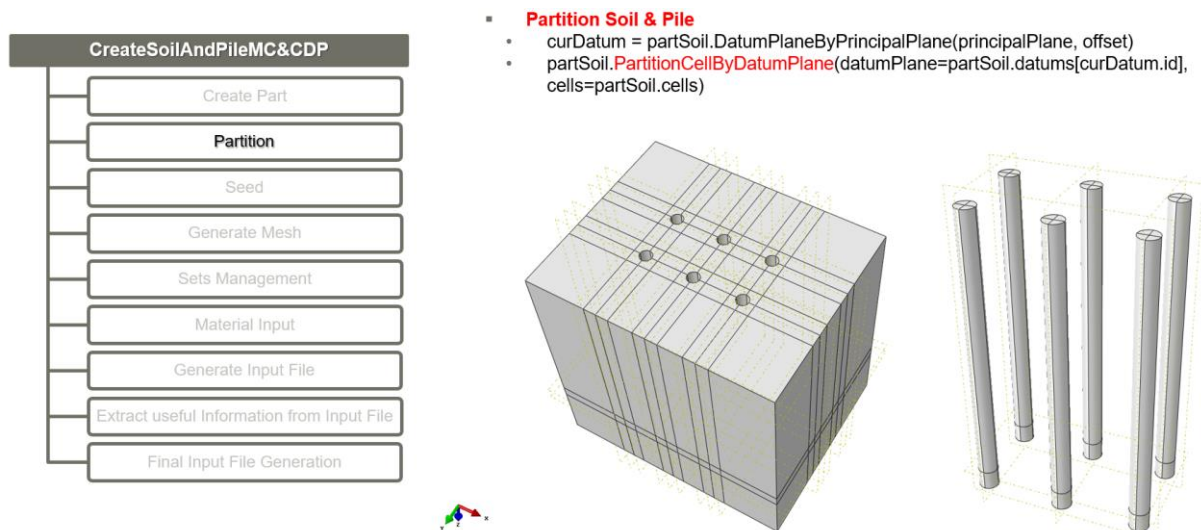 CreateSoilAndPileMC&CDP
Create Part
Partition
Seed
Generate Mesh
Sets Management
Material Input
Generate Input File
Extract useful Information from Input File
Final Input File Generation
▪ Partition Soil & Pile
• curDatum = partSoil.DatumPlaneByPrincipalPlane(principalPlane, offset)
• partSoil.PartitionCellByDatumPlane(datumPlane=partSoil.datums[curDatum.id],
cells=partSoil.cells)
Y Z X